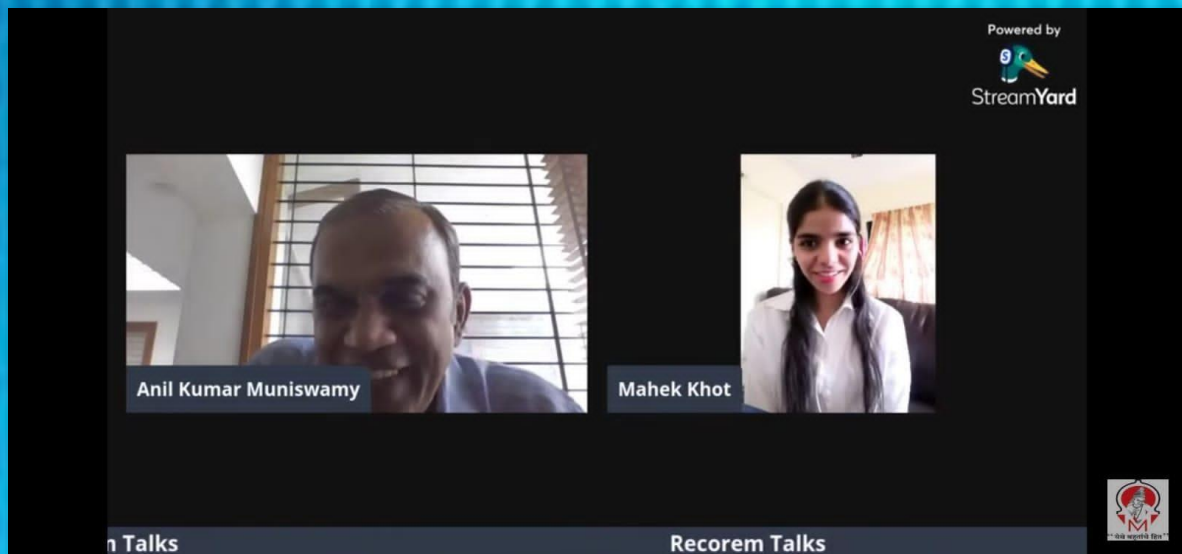 Powered by
S
StreamYard
Anil Kumar Muniswamy
Mahek Khot
n Talks
Recorem Talks
M